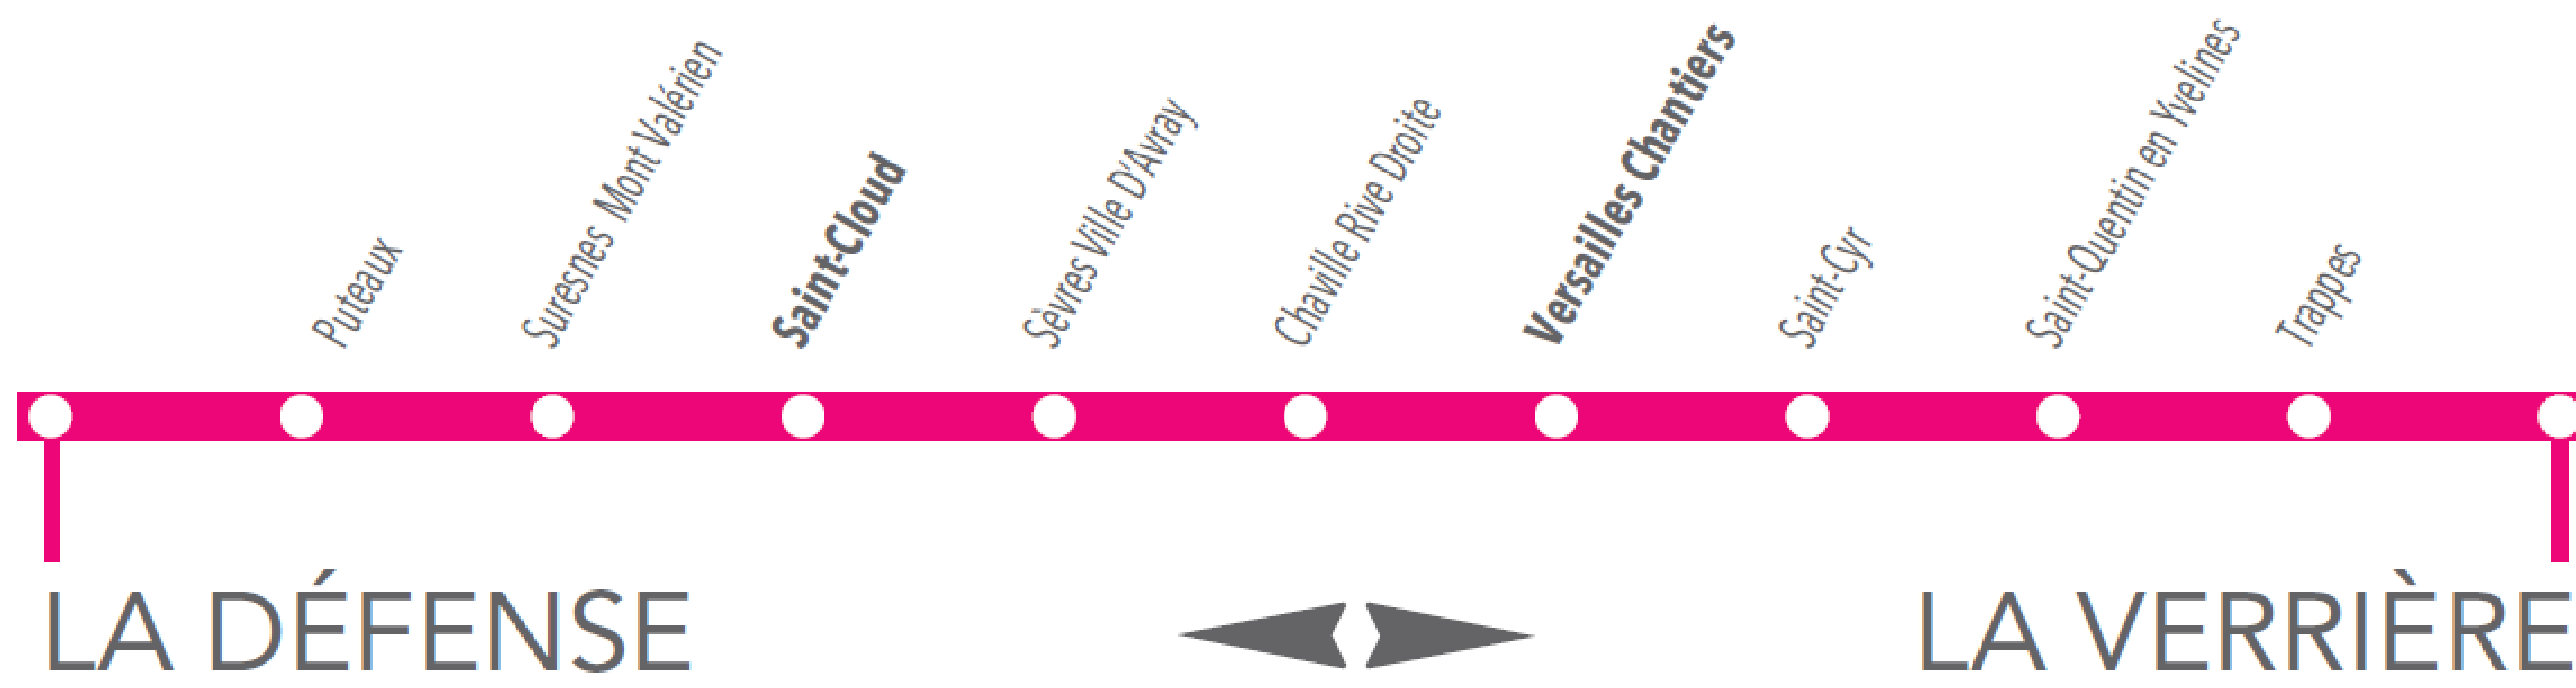 Puteaux
Suresnes Mont Valérien
Saint-Cloud
Sèvres Ville D'Avray
Chaville Rive Droite
Versailles Chantiers
Saint-Cyr
Saint-Quentin en Yvelines
Trappes
LA DÉFENSE
LA VERRIÈRE